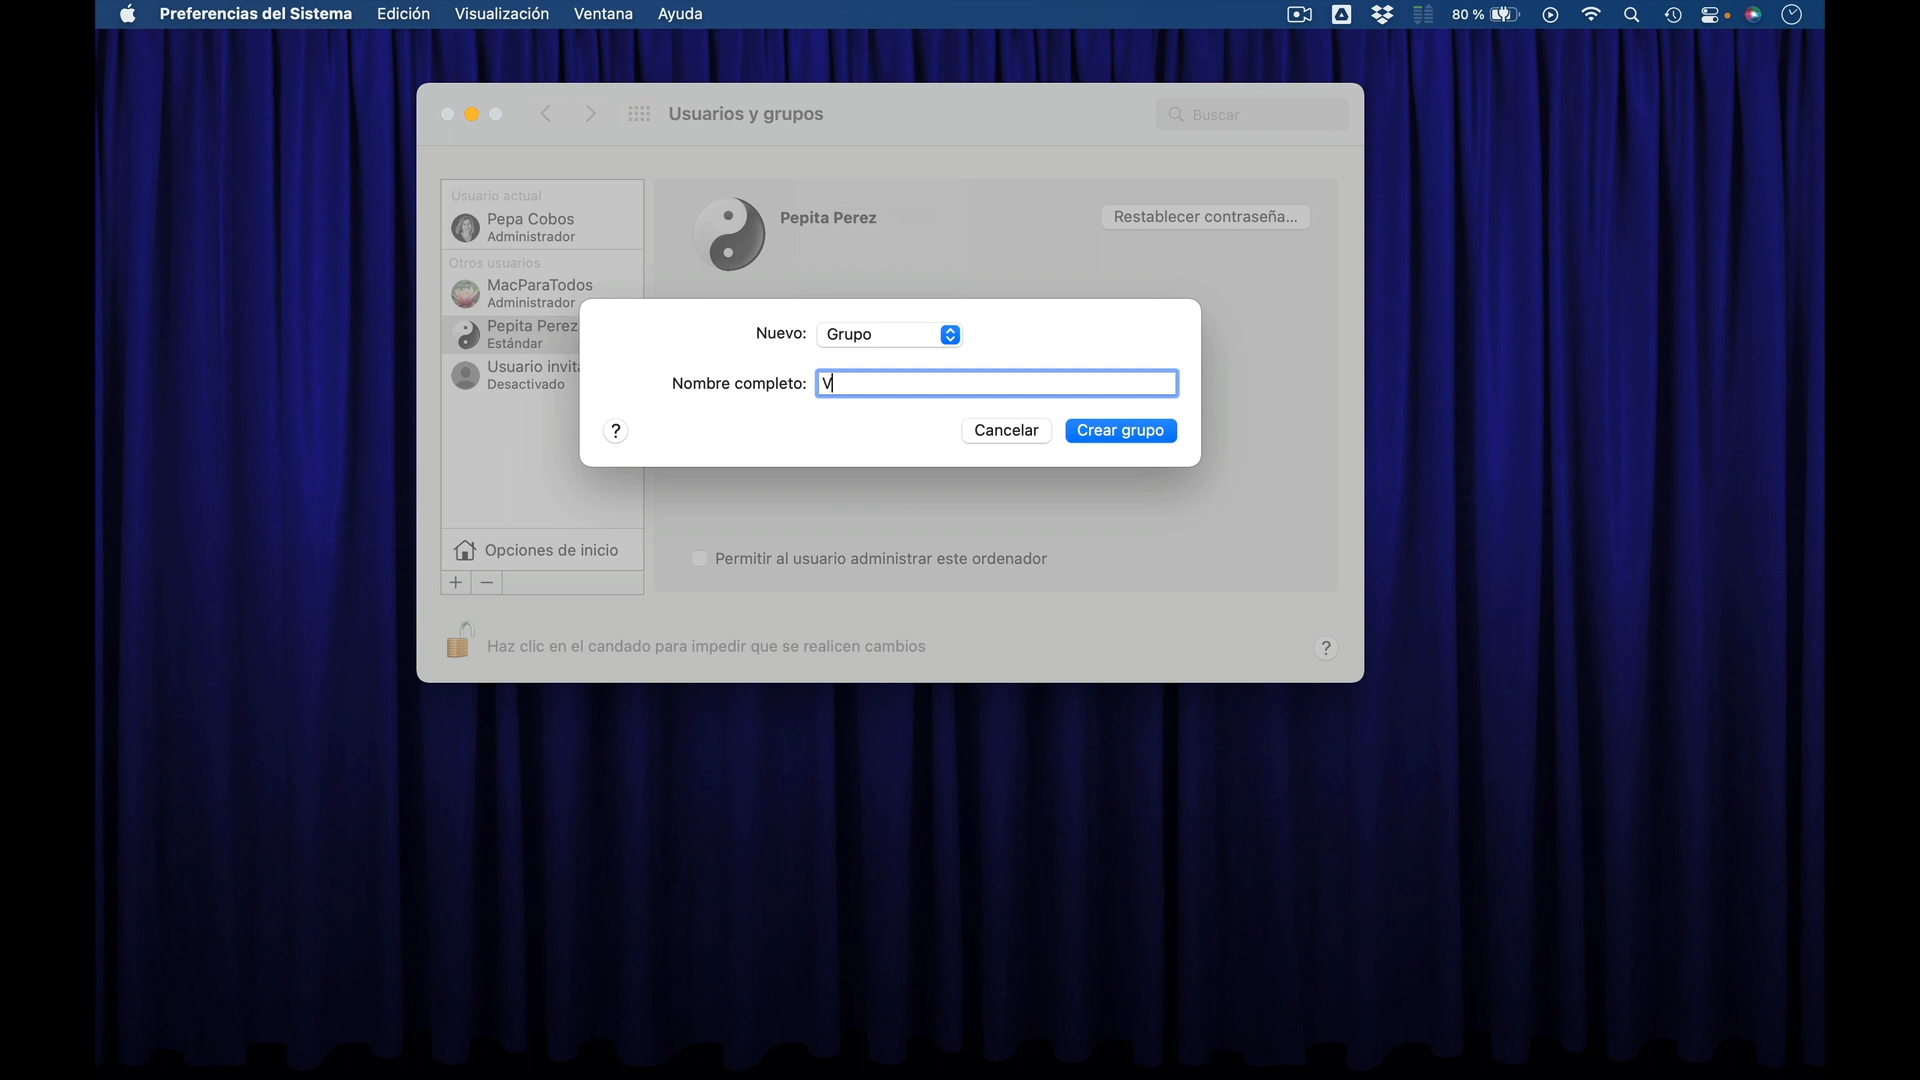 Preferencias del Sistema Edición Visualización Ventana Ayuda 80 %
Usuarios y grupos
Buscar
Usuario actual
Pepa Cobos
Administrador
Otros usuarios
MacParaTodos
Administrador
Pepita Perez
Estándar
Usuario invita
Desactivado
Opciones de inicio
+ −
Pepita Perez
Restablecer contraseña...
Nuevo: Grupo
Nombre completo: V
? Cancelar Crear grupo
Permitir al usuario administrar este ordenador
Haz clic en el candado para impedir que se realicen cambios
?